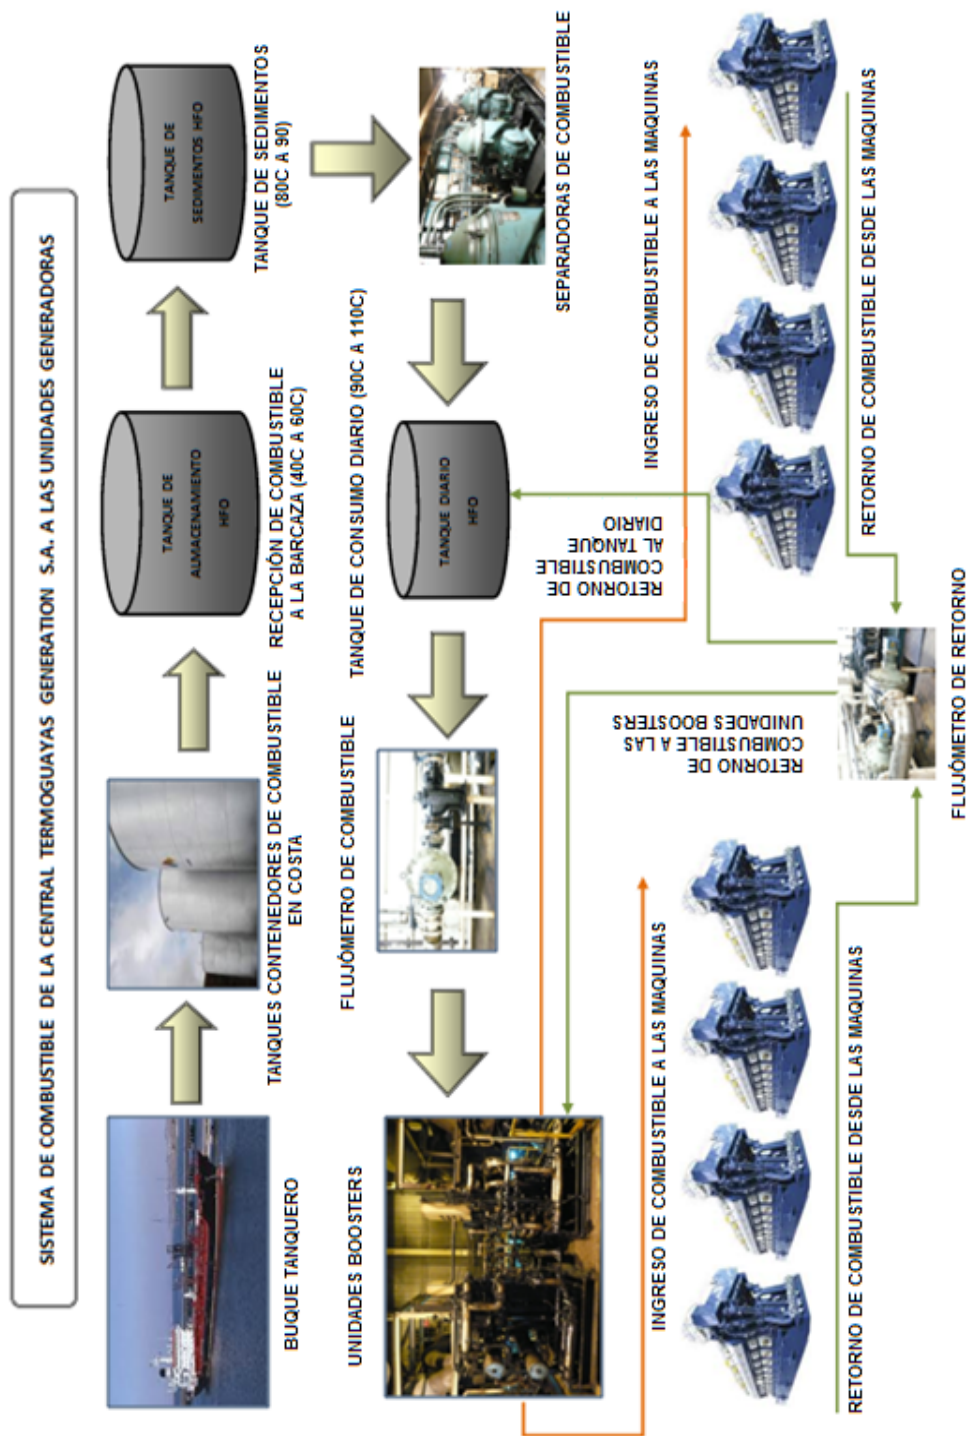 SISTEMA DE COMBUSTIBLE DE LA CENTRAL TERMOGUAYAS GENERATION S.A. A LAS UNIDADES GENERADORAS
BUQUE TANQUERO
TANQUES CONTENEDORES DE COMBUSTIBLE
EN COSTA
TANQUE DE
ALMACENAMIENTO
HFO
RECEPCIÓN DE COMBUSTIBLE
A LA BARCAZA (40C A 60C)
TANQUE DE
SEDIMENTOS HFO
TANQUE DE SEDIMENTOS
(80C A 90)
SEPARADORAS DE COMBUSTIBLE
TANQUE DE CONSUMO DIARIO (90C A 110C)
TANQUE DIARIO
HFO
FLUJÓMETRO DE COMBUSTIBLE
UNIDADES BOOSTERS
RETORNO DE
COMBUSTIBLE
AL TANQUE
DIARIO
INGRESO DE COMBUSTIBLE A LAS MAQUINAS
RETORNO DE
COMBUSTIBLE A LAS
UNIDADES BOOSTERS
INGRESO DE COMBUSTIBLE A LAS MAQUINAS
RETORNO DE COMBUSTIBLE DESDE LAS MAQUINAS
RETORNO DE COMBUSTIBLE DESDE LAS MAQUINAS
FLUJÓMETRO DE RETORNO